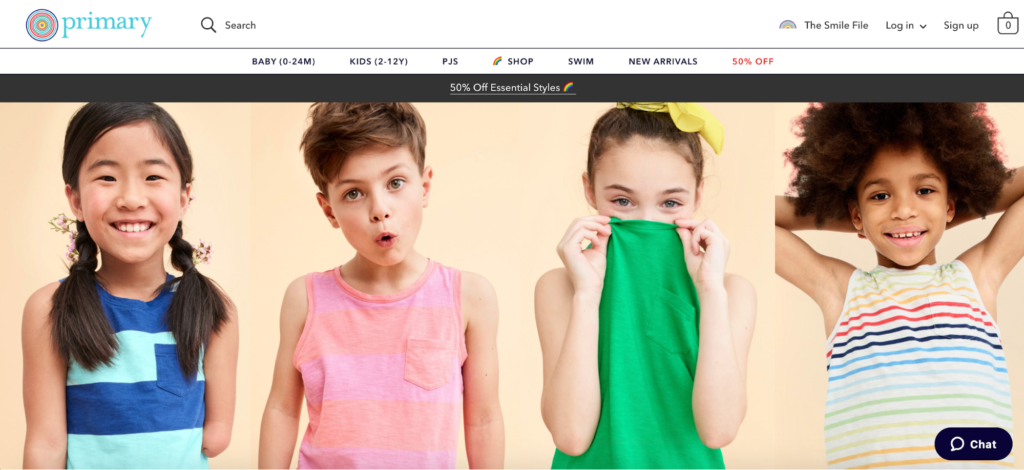 primary
Search
The Smile File
Log in
Sign up
0
BABY (0-24M)
KIDS (2-12Y)
PJS
SHOP
SWIM
NEW ARRIVALS
50% OFF
50% Off Essential Styles
Chat